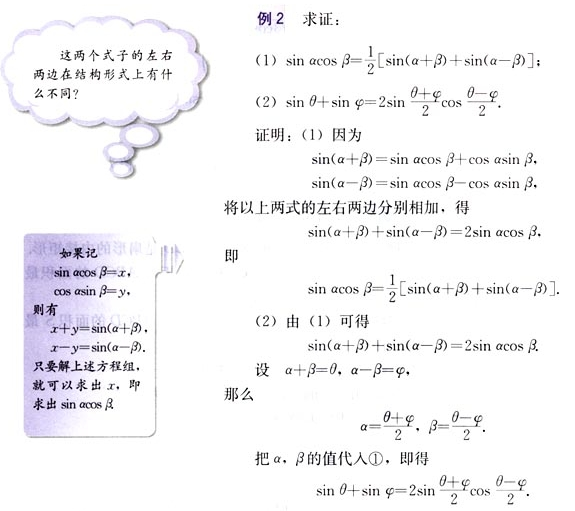 例2 求证：
这两个式子的左右
两边在结构形式上有什
么不同？
(1) sin αcos β=1/2[sin(α+β)+sin(α−β)]；
(2) sin θ+sin φ=2sin (θ+φ)/2 cos (θ−φ)/2.
证明：(1) 因为
sin(α+β)=sin αcos β+cos αsin β，
sin(α−β)=sin αcos β−cos αsin β，
将以上两式的左右两边分别相加，得
sin(α+β)+sin(α−β)=2sin αcos β，
即
sin αcos β=1/2[sin(α+β)+sin(α−β)].
(2) 由 (1) 可得
sin(α+β)+sin(α−β)=2sin αcos β.
设 α+β=θ，α−β=φ，
那么
α=(θ+φ)/2，β=(θ−φ)/2.
把 α，β 的值代入①，即得
sin θ+sin φ=2sin (θ+φ)/2 cos (θ−φ)/2.
如果记
sin αcos β=x，
cos αsin β=y，
则有
x+y=sin(α+β)，
x−y=sin(α−β).
只要解上述方程组，
就可以求出 x，即
求出 sin αcos β.